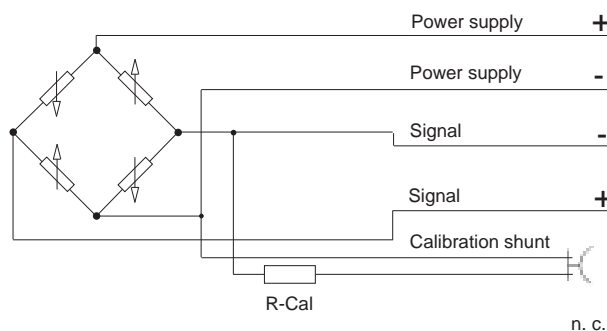 Power supply +
Power supply -
Signal -
Signal +
Calibration shunt
R-Cal
n. c.